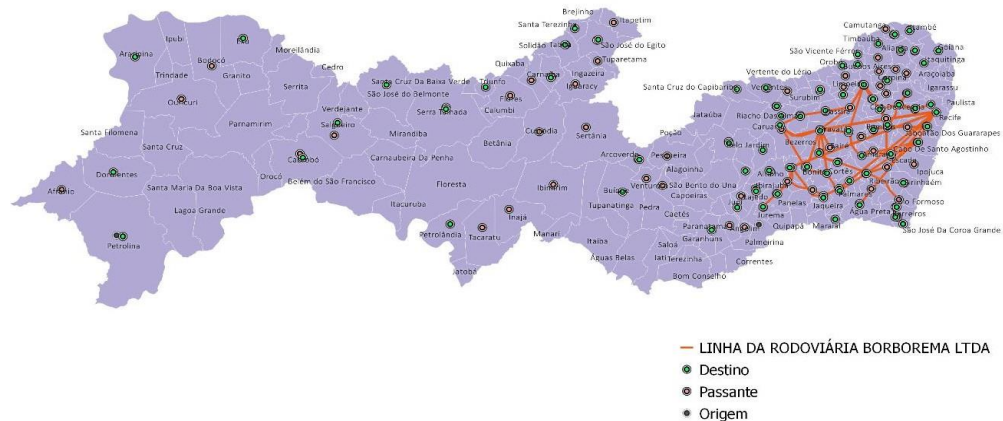 Brejinho
Itapetim
Santa Terezinha
Solidão
São José do Egito
Tuparetama
Quixaba
Ingazeira
Carnaíba
Iguaracy
Ipubi
Exu
Moreilândia
Araripina
Bodocó
Cedro
Trindade
Granito
Serrita
Ouricuri
Verdejante
Santa Cruz Da Baixa Verde
Triunfo
São José do Belmonte
Flores
Calumbi
Serra Talhada
Salgueiro
Parnamirim
Mirandiba
Betânia
Custódia
Sertânia
Santa Filomena
Santa Cruz
Cabrobó
Carnaubeira Da Penha
Dormentes
Orocó
Belém do São Francisco
Afrânio
Santa Maria Da Boa Vista
Floresta
Ibimirim
Lagoa Grande
Itacuruba
Inajá
Petrolina
Petrolândia
Tacaratu
Manari
Jatobá
Camutanga
Itambé
Timbaúba
Aliança
Goiana
São Vicente Férrer
Itaquitinga
Orobó
Araçoiaba
Vertente do Lério
Igarassu
Santa Cruz do Capibaribe
Vertentes
Limoeiro
Surubim
Paulista
Jataúba
Riacho Das Almas
Passira
Recife
Caruaru
Gravatá
Jaboatão Dos Guararapes
Poção
Bezerros
Cabo De Santo Agostinho
Belo Jardim
Arcoverde
Pesqueira
Alagoinha
Bonito
Cortês
Ipojuca
Venturosa
São Bento do Una
Ibirajuba
Ribeirão
Sirinhaém
Buíque
Capoeiras
Lajedo
Palmares
Rio Formoso
Tupanatinga
Pedra
Caetés
Jupi
Jurema
Panelas
Jaqueira
Água Preta
Barreiros
Paranatama
Quipapá
Maraial
São José Da Coroa Grande
Garanhuns
Itaíba
Saloá
Palmeirina
Águas Belas
Iati
Terezinha
Correntes
Bom Conselho
LINHA DA RODOVIÁRIA BORBOREMA LTDA
Destino
Passante
Origem